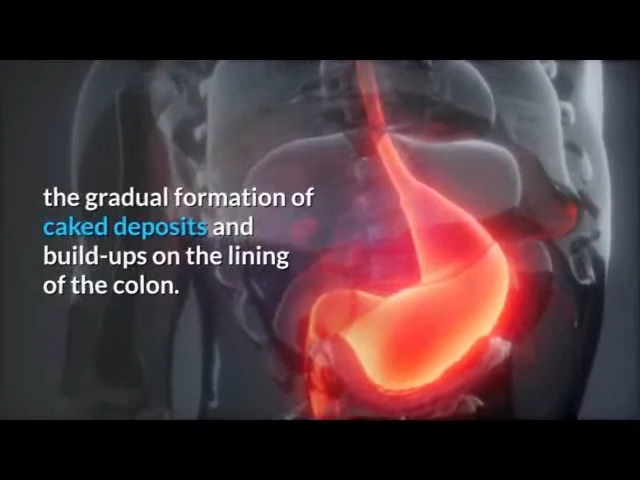 the gradual formation of
caked deposits and
build-ups on the lining
of the colon.